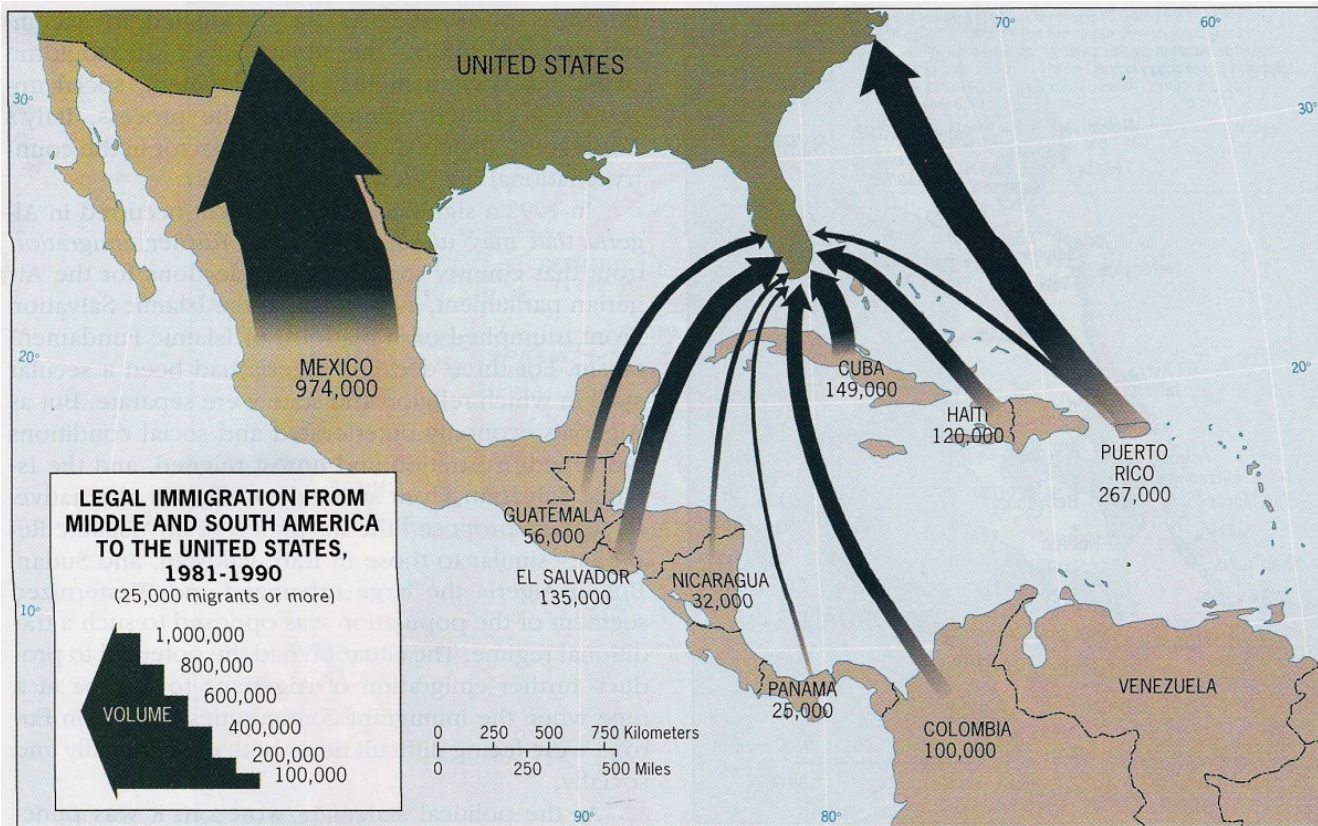 70°
60°
UNITED STATES
30°
30°
20°
MEXICO
974,000
CUBA
149,000
20°
HAITI
120,000
PUERTO
RICO
267,000
GUATEMALA
56,000
EL SALVADOR
135,000
NICARAGUA
32,000
PANAMA
25,000
VENEZUELA
COLOMBIA
100,000
LEGAL IMMIGRATION FROM
MIDDLE AND SOUTH AMERICA
TO THE UNITED STATES,
1981-1990
(25,000 migrants or more)
10°
1,000,000
800,000
600,000
VOLUME
400,000
200,000
100,000
0 250 500 750 Kilometers
0 250 500 Miles
90°
80°